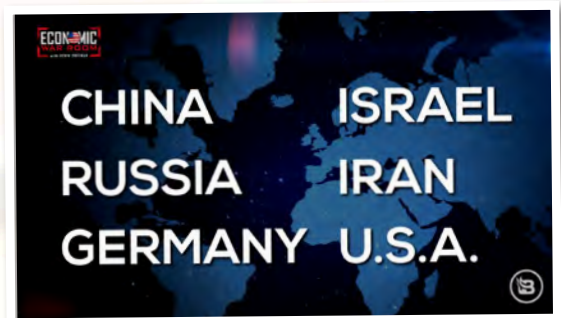 ECONOMIC
WAR ROOM
CHINA
RUSSIA
GERMANY
ISRAEL
IRAN
U.S.A.
B